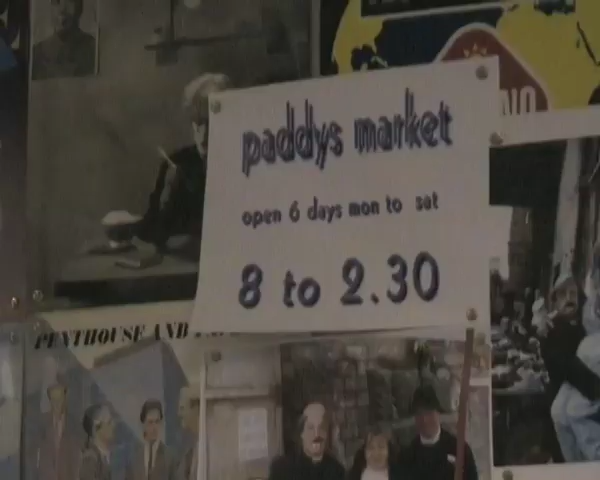 paddys market
open 6 days mon to sat
8 to 2.30
PENTHOUSE AND